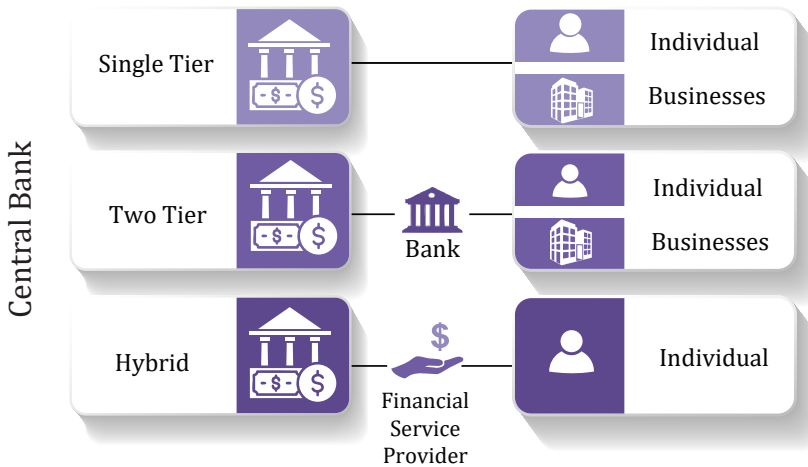 Central Bank
Single Tier
Individual
Businesses
Two Tier
Bank
Individual
Businesses
Hybrid
$
Financial
Service
Provider
Individual